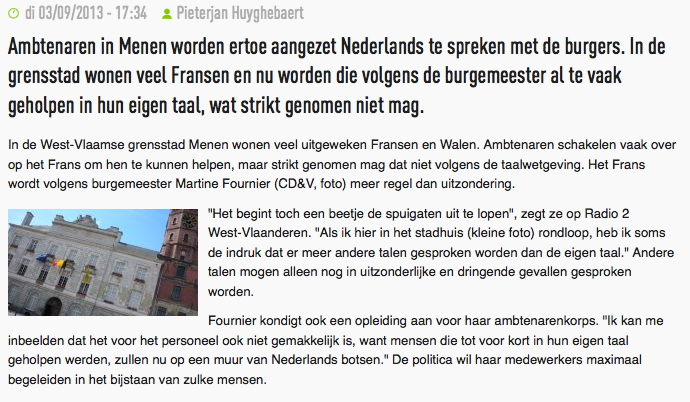 di 03/09/2013 - 17:34 Pieterjan Huyghebaert
Ambtenaren in Menen worden ertoe aangezet Nederlands te spreken met de burgers. In de
grensstad wonen veel Fransen en nu worden die volgens de burgemeester al te vaak
geholpen in hun eigen taal, wat strikt genomen niet mag.
In de West-Vlaamse grensstad Menen wonen veel uitgeweken Fransen en Walen. Ambtenaren schakelen vaak over
op het Frans om hen te kunnen helpen, maar strikt genomen mag dat niet volgens de taalwetgeving. Het Frans
wordt volgens burgemeester Martine Fournier (CD&V, foto) meer regel dan uitzondering.
"Het begint toch een beetje de spuigaten uit te lopen", zegt ze op Radio 2
West-Vlaanderen. "Als ik hier in het stadhuis (kleine foto) rondloop, heb ik soms
de indruk dat er meer andere talen gesproken worden dan de eigen taal." Andere
talen mogen alleen nog in uitzonderlijke en dringende gevallen gesproken
worden.
Fournier kondigt ook een opleiding aan voor haar ambtenarenkorps. "Ik kan me
inbeelden dat het voor het personeel ook niet gemakkelijk is, want mensen die tot voor kort in hun eigen taal
geholpen werden, zullen nu op een muur van Nederlands botsen." De politica wil haar medewerkers maximaal
begeleiden in het bijstaan van zulke mensen.